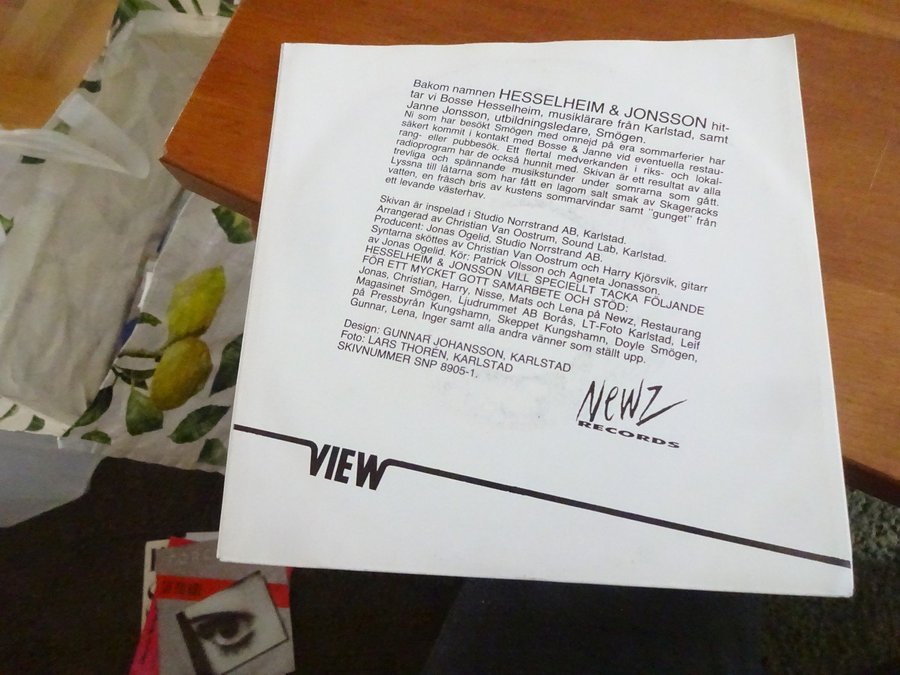 Bakom namnen HESSELHEIM & JONSSON hit-
tar vi Bosse Hesselheim, musiklärare från Karlstad, samt
Janne Jonsson, utbildningsledare, Smögen.
Ni som har besökt Smögen med omnejd på era sommarferier har
säkert kommit i kontakt med Bosse & Janne vid eventuella restau-
rang- eller pubbesök. Ett flertal medverkanden i riks- och lokal-
radioprogram har de också hunnit med. Skivan är ett resultat av alla
trevliga och spännande musikstunder under somrarna som gått.
Lyssna till låtarna som har fått en lagom salt smak av Skageracks
vatten, en fräsch bris av kustens sommarvindar samt "gunget" från
ett levande västerhav.
Skivan är inspelad i Studio Norrstrand AB, Karlstad.
Arrangerad av Christian Van Oostrum, Sound Lab, Karlstad.
Producent: Jonas Ogelid. Studio Norrstrand AB.
Syntarna sköttes av Christian Van Oostrum och Harry Kjörsvik, gitarr
av Jonas Ogelid. Kör: Patrick Olsson och Agneta Jonasson.
HESSELHEIM & JONSSON VILL SPECIELLT TACKA FÖLJANDE
FÖR ETT MYCKET GOTT SAMARBETE OCH STÖD:
Jonas, Christian, Harry, Nisse, Mats och Lena på Newz, Restaurang
Magasinet Smögen, Ljudrummet AB Borås, LT-Foto Karlstad, Leif
på Pressbyrån Kungshamn, Skeppet Kungshamn, Doyle Smögen,
Gunnar, Lena, Inger samt alla andra vänner som ställt upp.
Design: GUNNAR JOHANSSON, KARLSTAD
Foto: LARS THOREN, KARLSTAD
SKIVNUMMER SNP 8905-1.
NewZ
RECORDS
VIEW